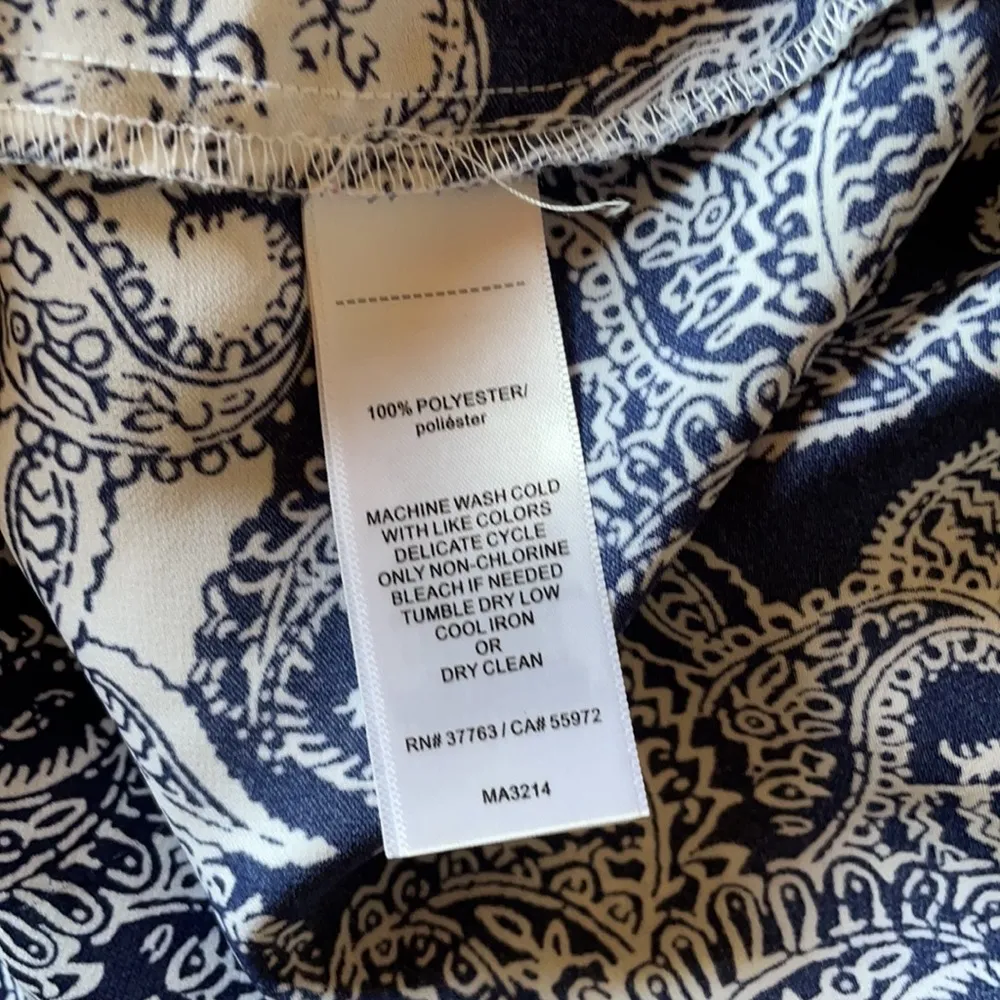 100% POLYESTER/
poliéster
MACHINE WASH COLD
WITH LIKE COLORS
DELICATE CYCLE
ONLY NON-CHLORINE
BLEACH IF NEEDED
TUMBLE DRY LOW
COOL IRON
OR
DRY CLEAN
RN# 37763 / CA# 55972
MA3214